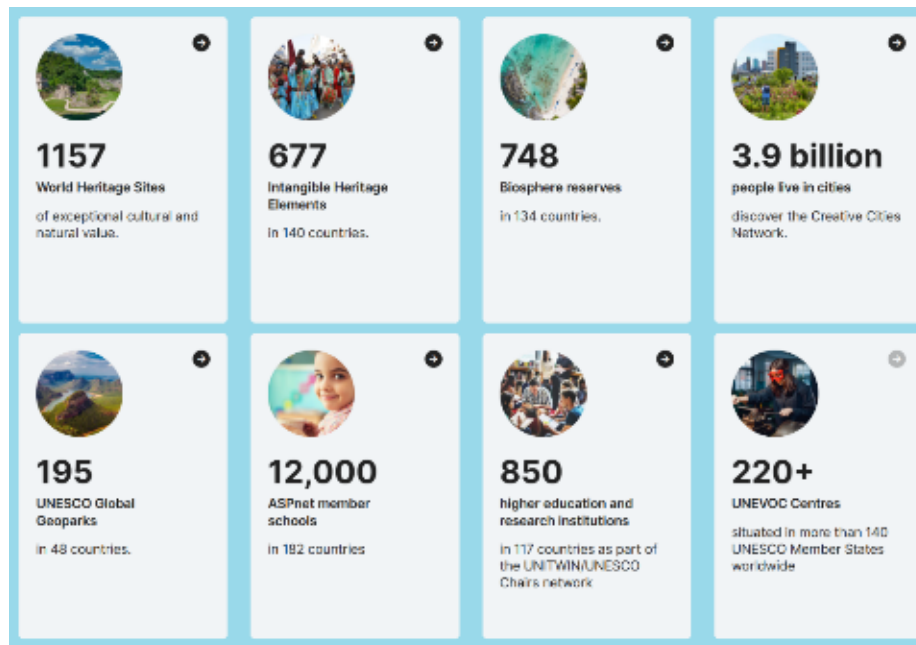 1157
World Heritage Sites
of exceptional cultural and
natural value.
677
Intangible Heritage
Elements
in 140 countries.
748
Biosphere reserves
in 134 countries.
3.9 billion
people live in cities
discover the Creative Cities
Network.
195
UNESCO Global
Geoparks
in 48 countries.
12,000
ASPnet member
schools
in 182 countries
850
higher education and
research institutions
in 117 countries as part of
the UNITWIN/UNESCO
Chairs network
220+
UNEVOC Centres
situated in more than 140
UNESCO Member States
worldwide